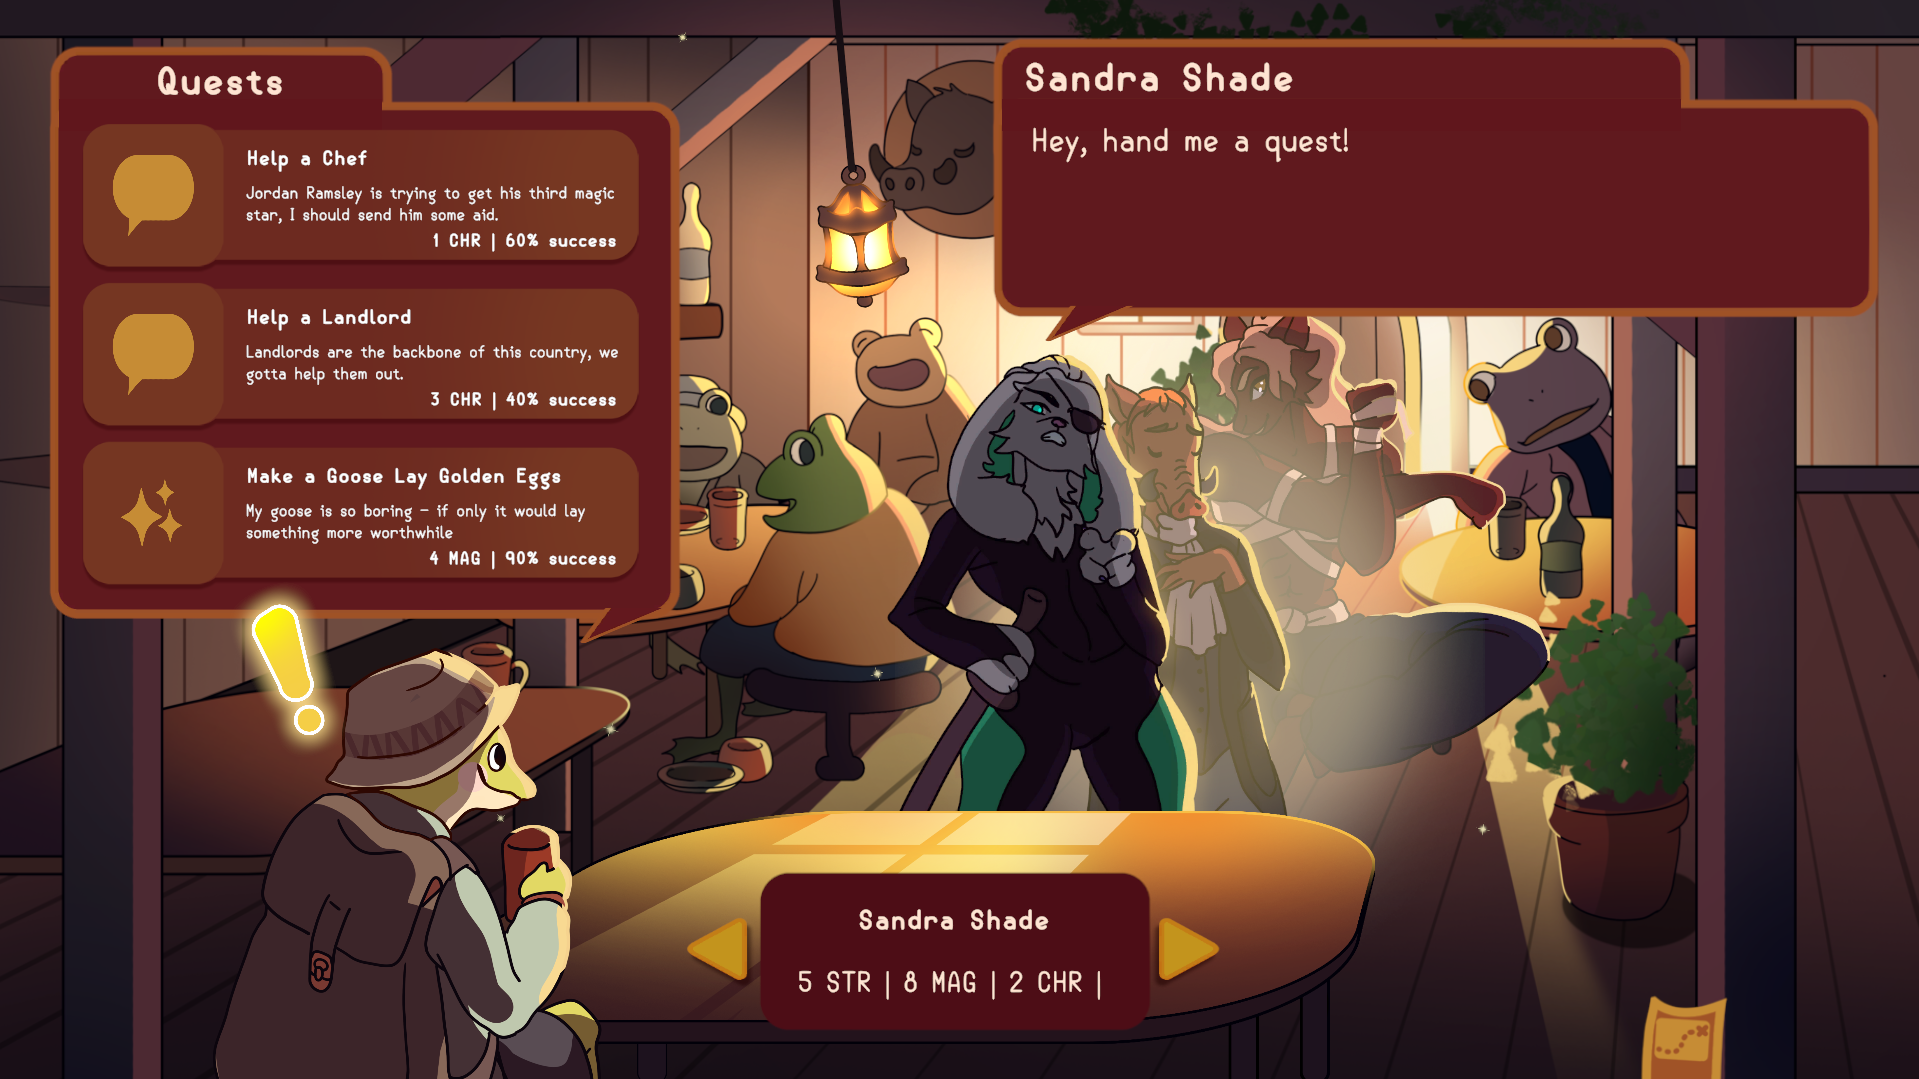 Quests
Help a Chef
Jordan Ramsley is trying to get his third magic
star, I should send him some aid.
1 CHR | 60% success
Help a Landlord
Landlords are the backbone of this country, we
gotta help them out.
3 CHR | 40% success
Make a Goose Lay Golden Eggs
My goose is so boring - if only it would lay
something more worthwhile
4 MAG | 90% success
Sandra Shade
Hey, hand me a quest!
Sandra Shade
5 STR | 8 MAG | 2 CHR |